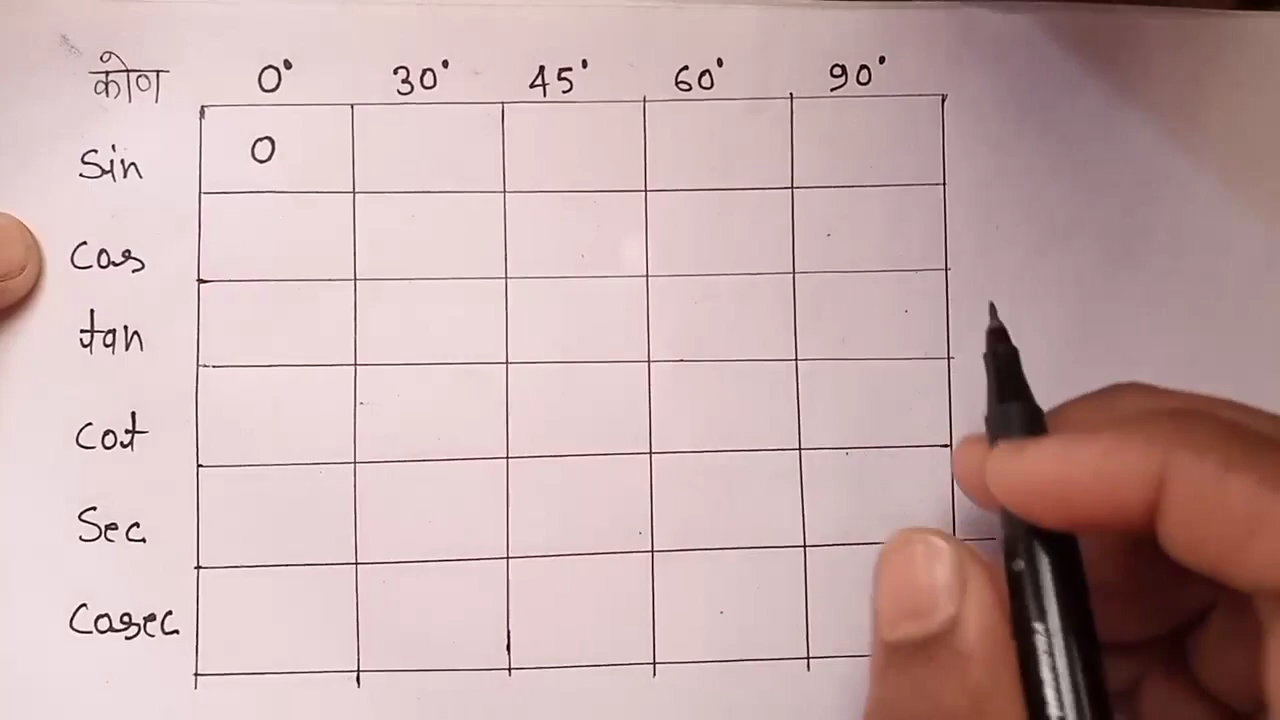 कोण 0° 30° 45° 60° 90°
Sin 0
Cos
tan
Cot
Sec
Cosec